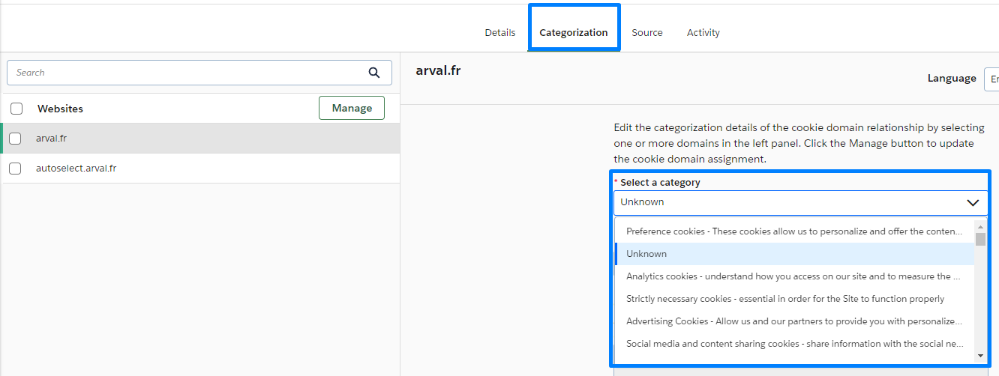 Details
Categorization
Source
Activity
Search
arval.fr
Language
Websites
Manage
arval.fr
autoselect.arval.fr
Edit the categorization details of the cookie domain relationship by selecting
one or more domains in the left panel. Click the Manage button to update
the cookie domain assignment.
* Select a category
Unknown
Preference cookies - These cookies allow us to personalize and offer the conten...
Unknown
Analytics cookies - understand how you access on our site and to measure the ...
Strictly necessary cookies - essential in order for the Site to function properly
Advertising Cookies - Allow us and our partners to provide you with personalize...
Social media and content sharing cookies - share information with the social ne...